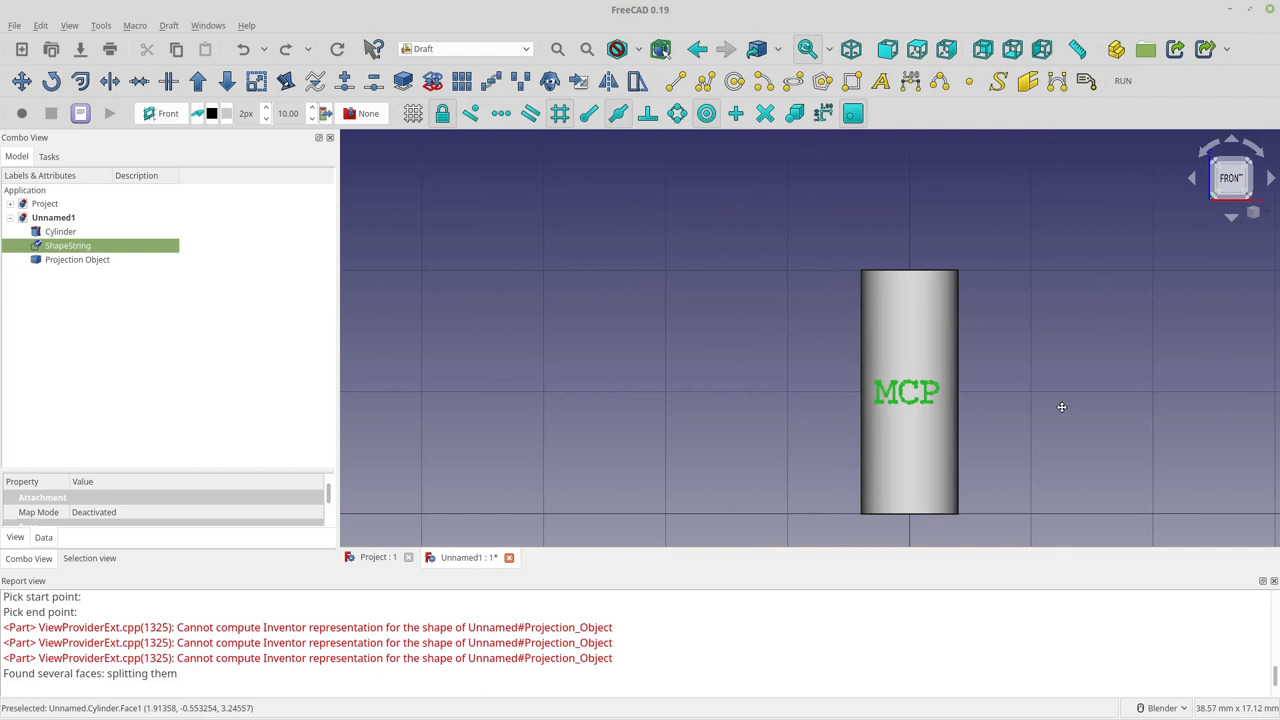 FreeCAD 0.19
File Edit View Tools Macro Draft Windows Help
Draft
RUN
Front 2px 10.00 None
Combo View
Model Tasks
Labels & Attributes Description
Application
Project
Unnamed1
Cylinder
ShapeString
Projection Object
FRONT
MCP
Property Value
Attachment
Map Mode Deactivated
View Data
Combo View Selection view
Project : 1 Unnamed1 : 1*
Report view
Pick start point:
Pick end point:
<Part> ViewProviderExt.cpp(1325): Cannot compute Inventor representation for the shape of Unnamed#Projection_Object
<Part> ViewProviderExt.cpp(1325): Cannot compute Inventor representation for the shape of Unnamed#Projection_Object
<Part> ViewProviderExt.cpp(1325): Cannot compute Inventor representation for the shape of Unnamed#Projection_Object
Found several faces: splitting them
Preselected: Unnamed.Cylinder.Face1 (1.91358, -0.553254, 3.24557) Blender 38.57 mm x 17.12 mm